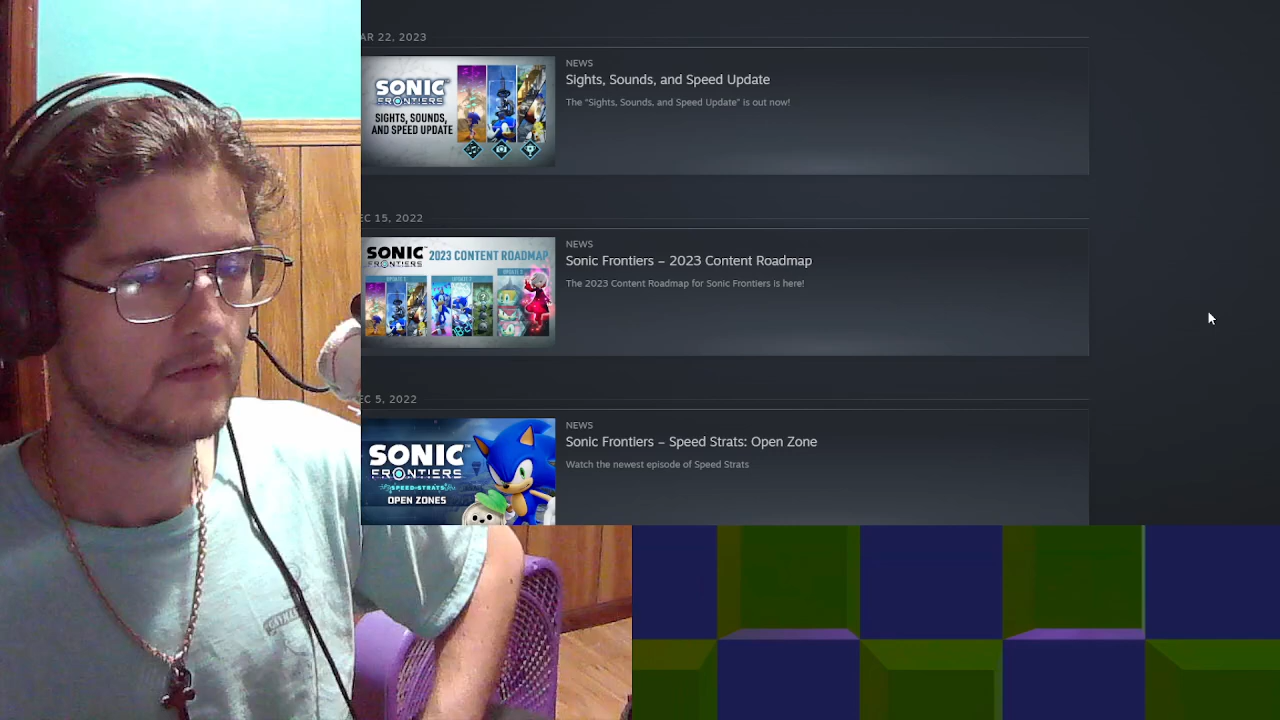 AR 22, 2023
SONIC
FRONTIERS
SIGHTS, SOUNDS,
AND SPEED UPDATE
NEWS
Sights, Sounds, and Speed Update
The "Sights, Sounds, and Speed Update" is out now!
EC 15, 2022
SONIC
FRONTIERS
2023 CONTENT ROADMAP
NEWS
Sonic Frontiers – 2023 Content Roadmap
The 2023 Content Roadmap for Sonic Frontiers is here!
EC 5, 2022
SONIC
FRONTIERS
SPEED STRATS
OPEN ZONES
NEWS
Sonic Frontiers – Speed Strats: Open Zone
Watch the newest episode of Speed Strats